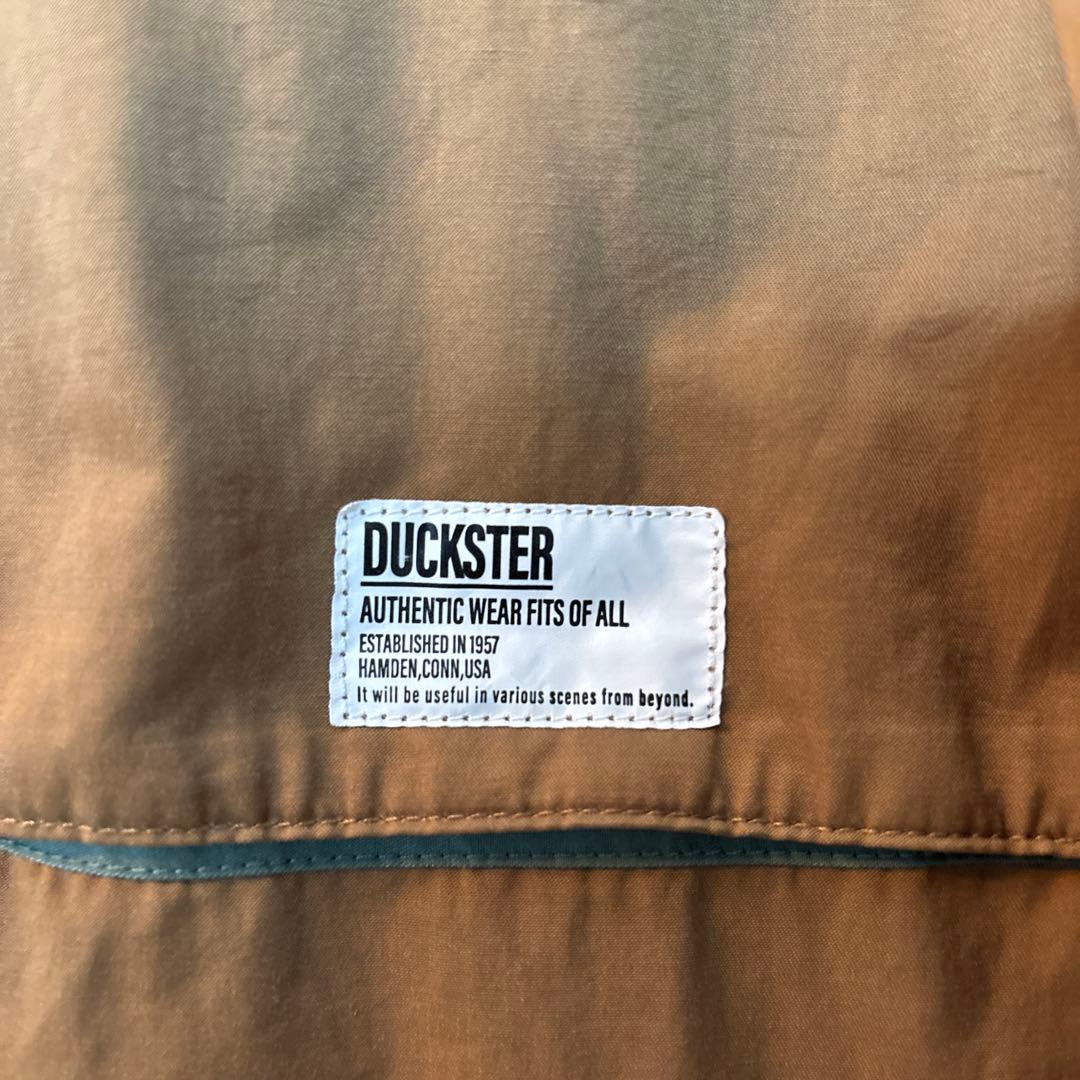 DUCKSTER
AUTHENTIC WEAR FITS OF ALL
ESTABLISHED IN 1957
HAMDEN,CONN,USA
It will be useful in various scenes from beyond.